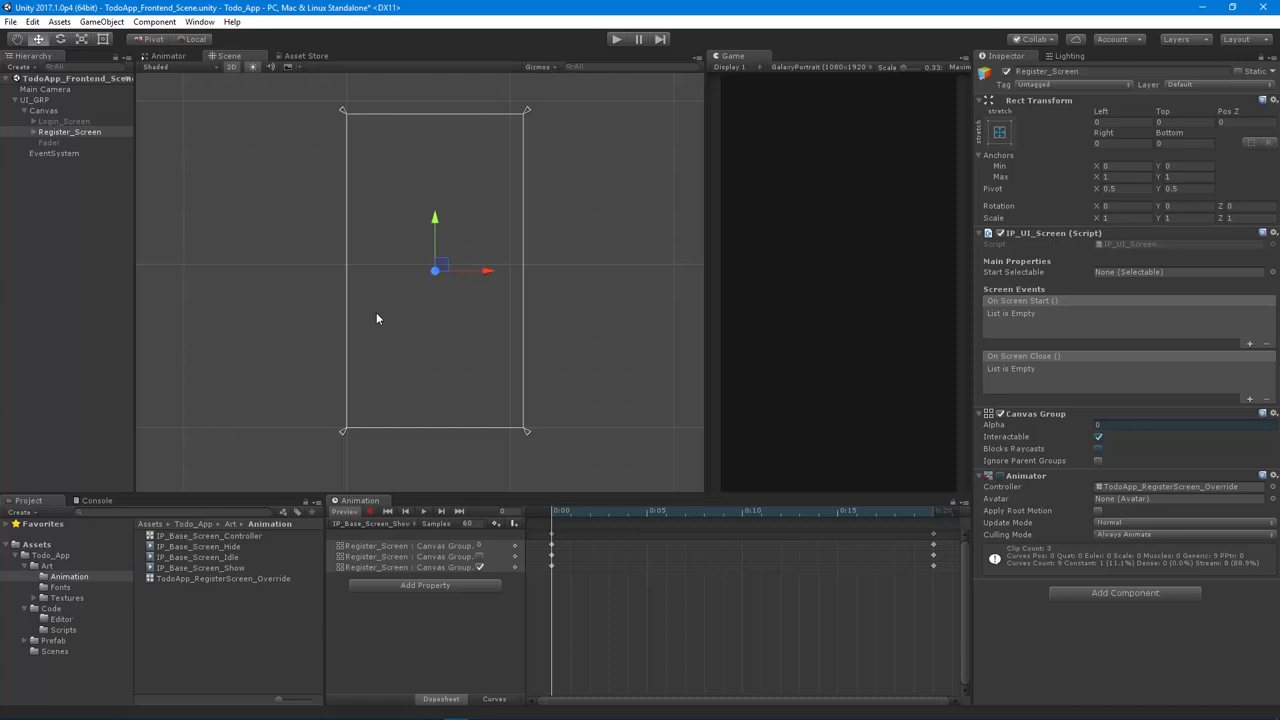 Unity 2017.1.0p4 (64bit) - TodoApp_Frontend_Scene.unity - Todo_App - PC, Mac & Linux Standalone* <DX11>
File Edit Assets GameObject Component Window Help
Pivot Local Collab Account Layers Layout
Hierarchy Animator Scene Asset Store Game Inspector Lighting
Create All Shaded 2D Gizmos All Display 1 GalaxyPortrait (1080x1920) Scale 0.33: Maxim Register_Screen Static
Tag Untagged Layer Default
TodoApp_Frontend_Scen
Main Camera
UI_GRP
Canvas
Login_Screen
Register_Screen
Fader
EventSystem
Rect Transform
stretch Left Top Pos Z
stretch 0 0 0
Right Bottom
0 0 R
Anchors
Min X 0 Y 0
Max X 1 Y 1
Pivot X 0.5 Y 0.5
Rotation X 0 Y 0 Z 0
Scale X 1 Y 1 Z 1
IP_UI_Screen (Script)
Script IP_UI_Screen
Main Properties
Start Selectable None (Selectable)
Screen Events
On Screen Start ()
List is Empty
+ −
On Screen Close ()
List is Empty
+ −
Canvas Group
Alpha 0
Interactable
Blocks Raycasts
Ignore Parent Groups
Animator
Controller TodoApp_RegisterScreen_Override
Avatar None (Avatar)
Apply Root Motion
Update Mode Normal
Culling Mode Always Animate
Clip Count: 3
Curves Pos: 0 Quat: 0 Euler: 0 Scale: 0 Muscles: 0 Generic: 9 PPtr: 0
Curves Count: 9 Constant: 1 (11.1%) Dense: 0 (0.0%) Stream: 8 (88.9%)
Add Component
Project Console
Create
Favorites
Assets
Todo_App
Art
Animation
Fonts
Textures
Code
Editor
Scripts
Prefab
Scenes
Assets Todo_App Art Animation
IP_Base_Screen_Controller
IP_Base_Screen_Hide
IP_Base_Screen_Idle
IP_Base_Screen_Show
TodoApp_RegisterScreen_Override
Animation
Preview 0 0:00 0:05 0:10 0:15 0:20
IP_Base_Screen_Show Samples 60
Register_Screen : Canvas Group. 0
Register_Screen : Canvas Group.
Register_Screen : Canvas Group.
Add Property
Dopesheet Curves